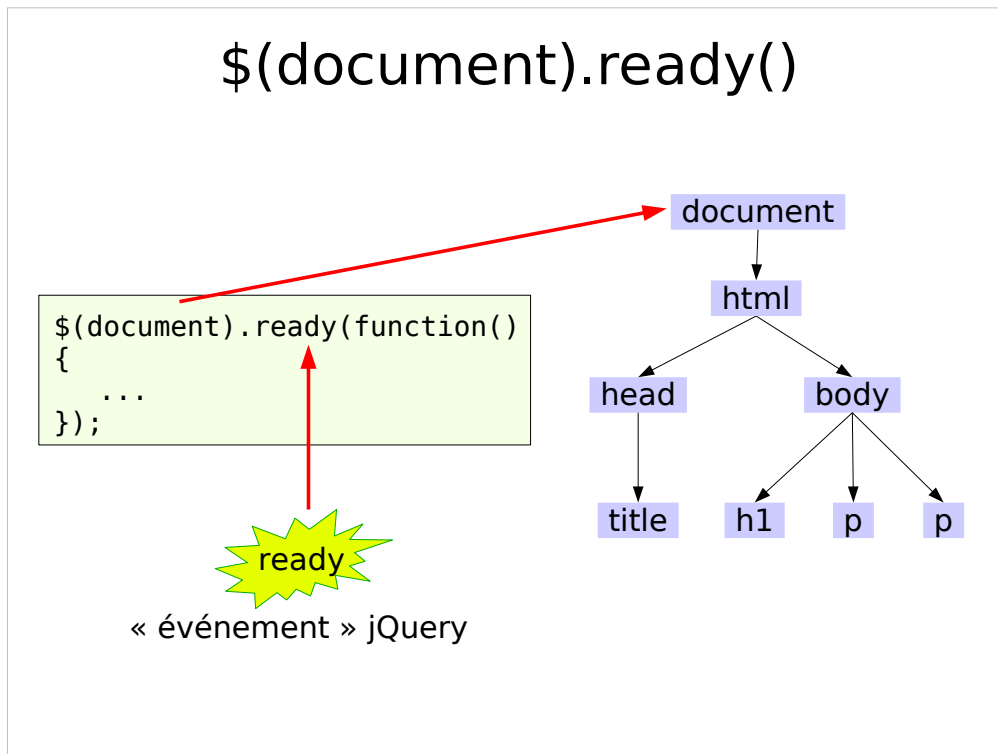 $(document).ready()
document
html
$(document).ready(function()
{
...
});
head
body
title
h1
p
p
ready
« événement » jQuery